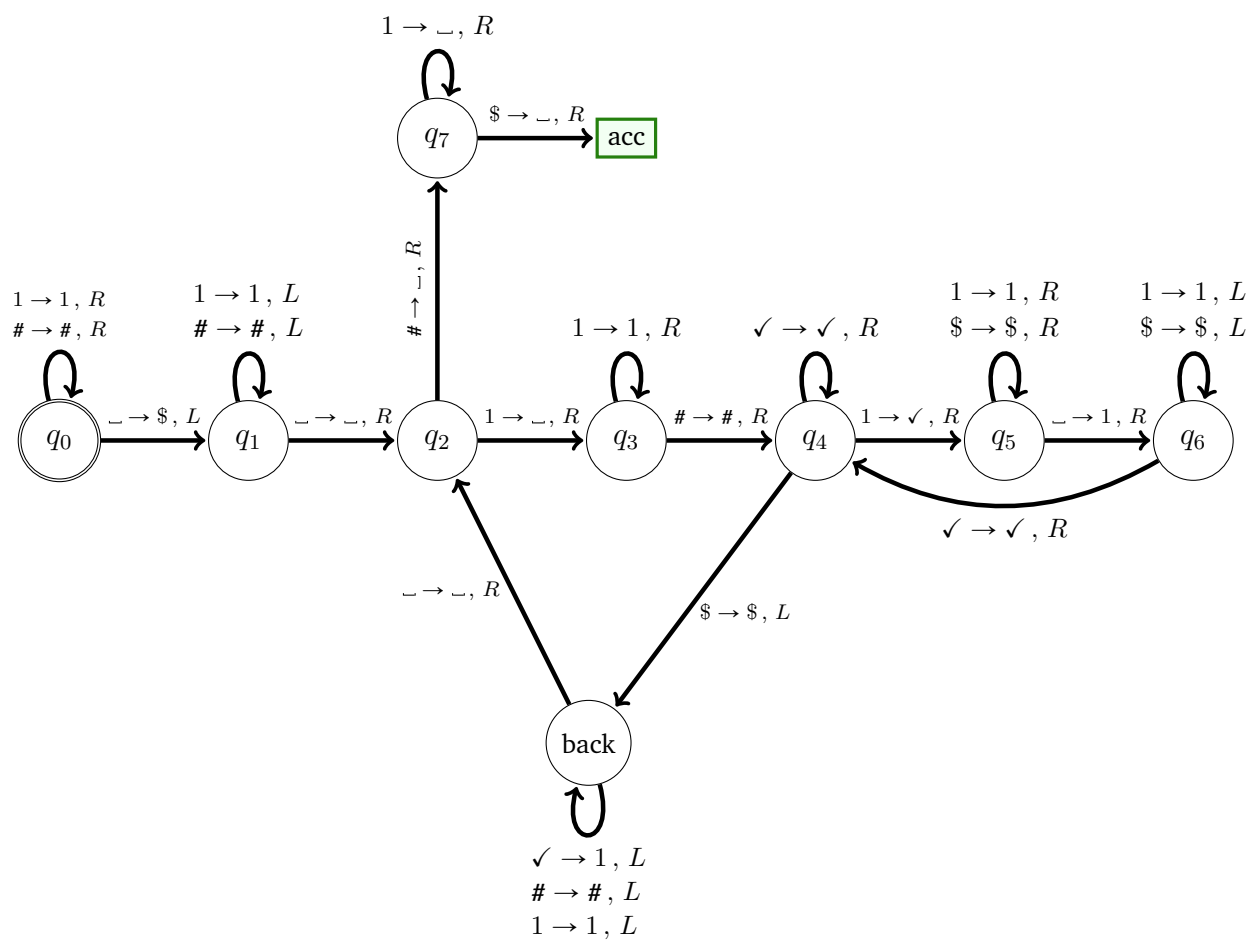 1 → ␣, R
$ → ␣, R
q7
acc
# → ␣, R
1 → 1, R
# → #, R
1 → 1, L
# → #, L
1 → 1, R
✓ → ✓, R
1 → 1, R
$ → $, R
1 → 1, L
$ → $, L
q0
␣ → $, L
q1
␣ → ␣, R
q2
1 → ␣, R
q3
# → #, R
q4
1 → ✓, R
q5
␣ → 1, R
q6
✓ → ✓, R
␣ → ␣, R
$ → $, L
back
✓ → 1, L
# → #, L
1 → 1, L